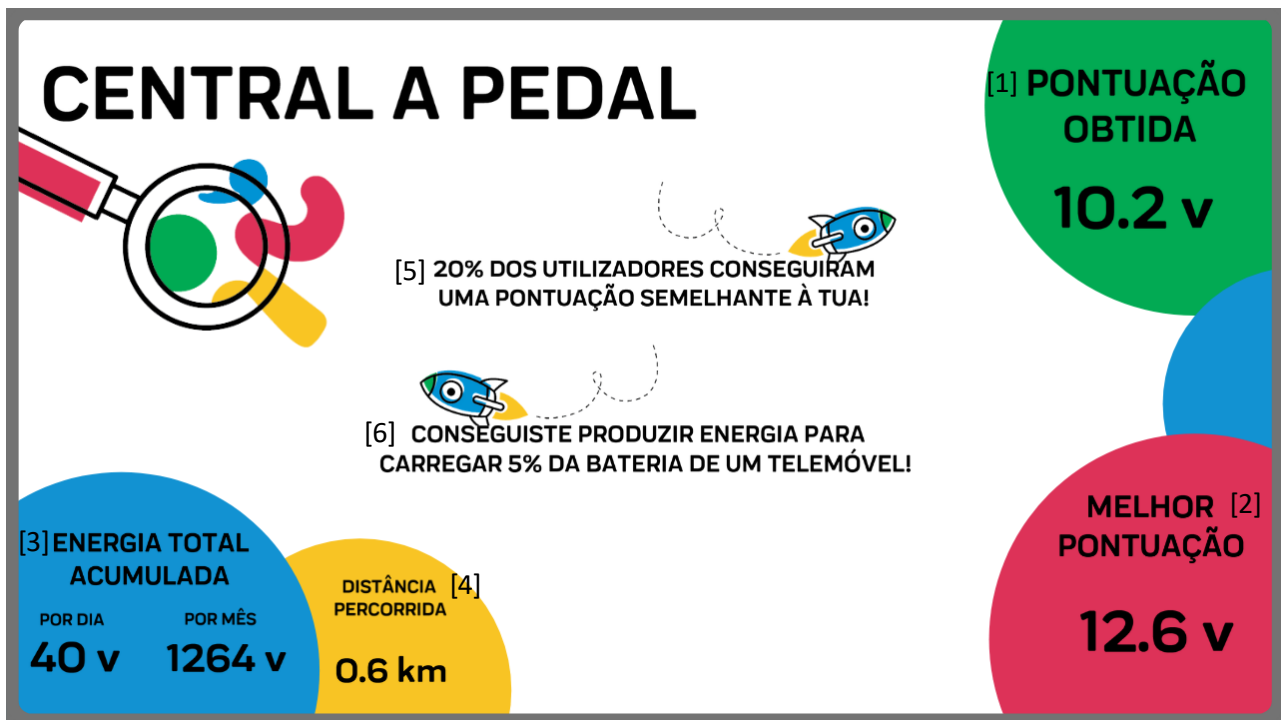 CENTRAL A PEDAL
[1] PONTUAÇÃO
OBTIDA
10.2 v
[5] 20% DOS UTILIZADORES CONSEGUIRAM
UMA PONTUAÇÃO SEMELHANTE À TUA!
[6] CONSEGUISTE PRODUZIR ENERGIA PARA
CARREGAR 5% DA BATERIA DE UM TELEMÓVEL!
[3] ENERGIA TOTAL
ACUMULADA
POR DIA POR MÊS
40 v 1264 v
DISTÂNCIA [4]
PERCORRIDA
0.6 km
MELHOR [2]
PONTUAÇÃO
12.6 v